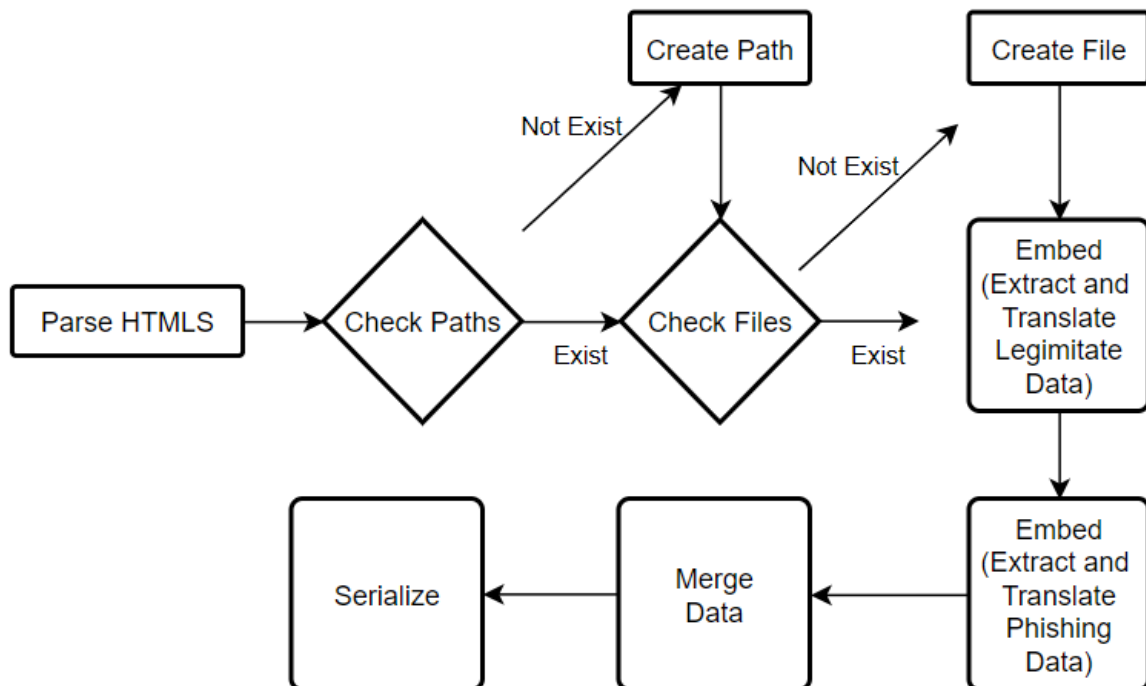 Create Path
Create File
Not Exist
Not Exist
Parse HTMLS
Check Paths
Exist
Check Files
Exist
Embed
(Extract and
Translate
Legimitate
Data)
Embed
(Extract and
Translate
Phishing
Data)
Merge
Data
Serialize